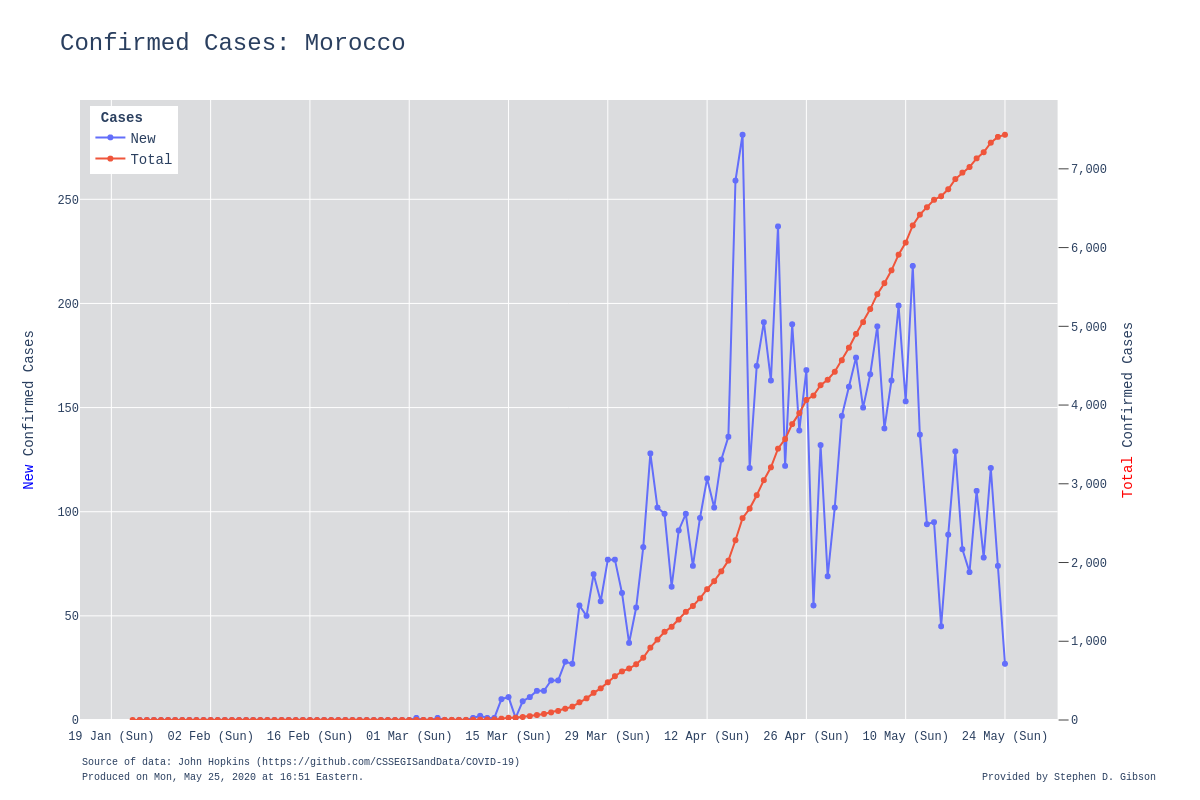 Confirmed Cases: Morocco
Cases
New
Total
250
200
150
100
50
0
7,000
6,000
5,000
4,000
3,000
2,000
1,000
0
New Confirmed Cases
Total Confirmed Cases
19 Jan (Sun) 02 Feb (Sun) 16 Feb (Sun) 01 Mar (Sun) 15 Mar (Sun) 29 Mar (Sun) 12 Apr (Sun) 26 Apr (Sun) 10 May (Sun) 24 May (Sun)
Source of data: John Hopkins (https://github.com/CSSEGISandData/COVID-19)
Produced on Mon, May 25, 2020 at 16:51 Eastern.
Provided by Stephen D. Gibson